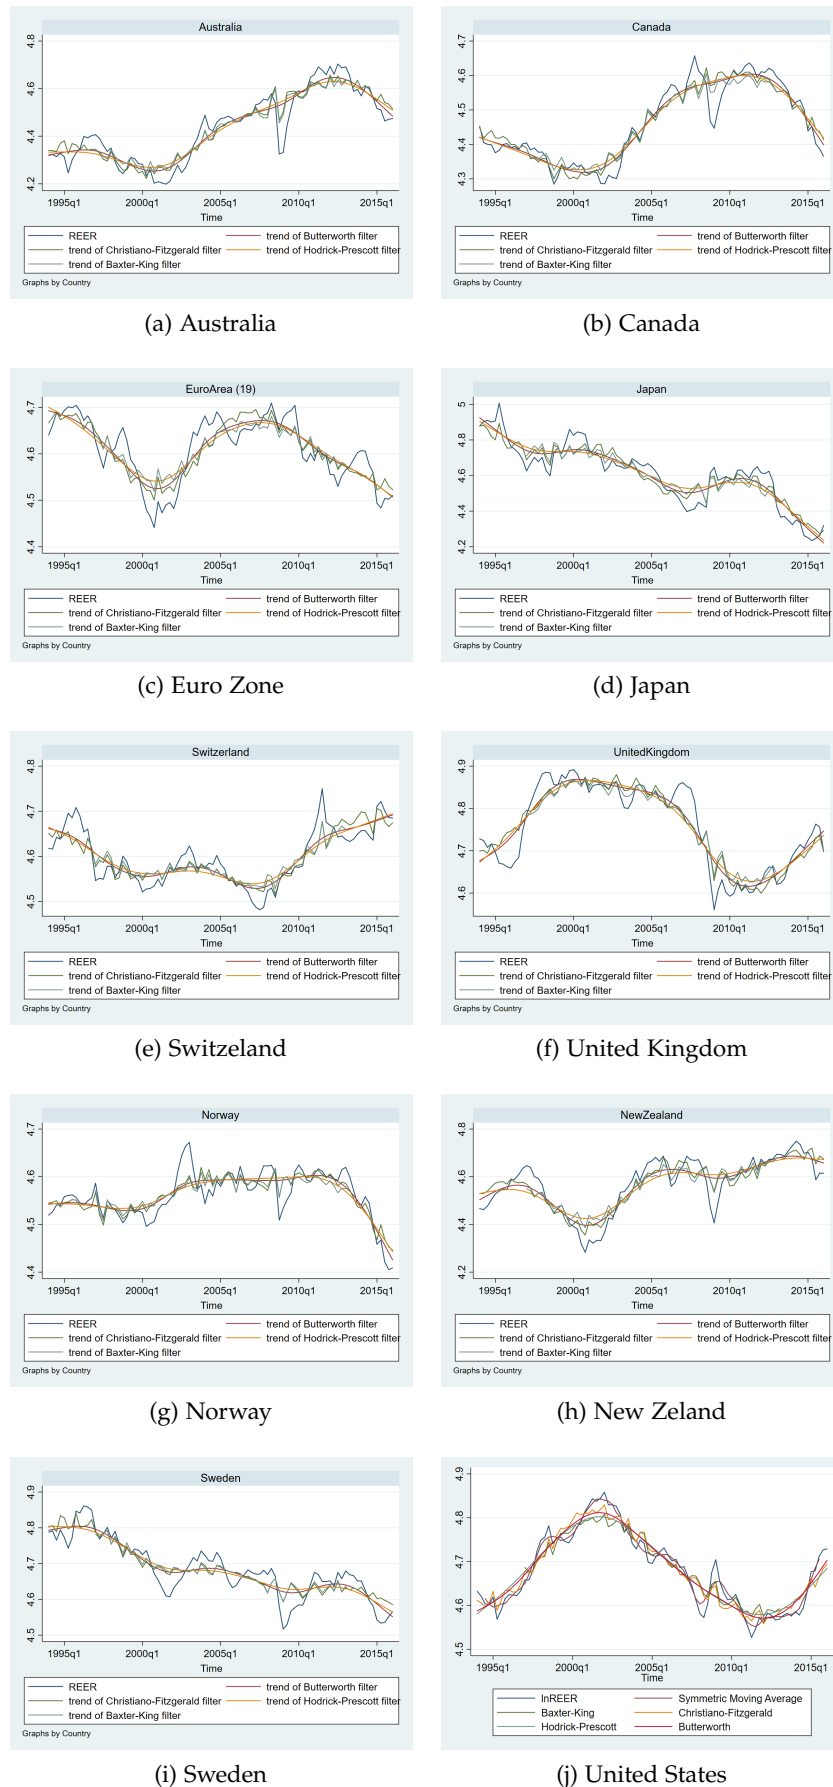 Australia
4.8
4.6
4.4
4.2
1995q1 2000q1 2005q1 2010q1 2015q1
Time
REER trend of Butterworth filter
trend of Christiano-Fitzgerald filter trend of Hodrick-Prescott filter
trend of Baxter-King filter
Graphs by Country
(a) Australia
Canada
4.7
4.6
4.5
4.4
4.3
1995q1 2000q1 2005q1 2010q1 2015q1
Time
REER trend of Butterworth filter
trend of Christiano-Fitzgerald filter trend of Hodrick-Prescott filter
trend of Baxter-King filter
Graphs by Country
(b) Canada
EuroArea (19)
4.7
4.6
4.5
4.4
1995q1 2000q1 2005q1 2010q1 2015q1
Time
REER trend of Butterworth filter
trend of Christiano-Fitzgerald filter trend of Hodrick-Prescott filter
trend of Baxter-King filter
Graphs by Country
(c) Euro Zone
Japan
5
4.8
4.6
4.4
4.2
1995q1 2000q1 2005q1 2010q1 2015q1
Time
REER trend of Butterworth filter
trend of Christiano-Fitzgerald filter trend of Hodrick-Prescott filter
trend of Baxter-King filter
Graphs by Country
(d) Japan
Switzerland
4.8
4.7
4.6
4.5
1995q1 2000q1 2005q1 2010q1 2015q1
Time
REER trend of Butterworth filter
trend of Christiano-Fitzgerald filter trend of Hodrick-Prescott filter
trend of Baxter-King filter
Graphs by Country
(e) Switzeland
UnitedKingdom
4.9
4.8
4.7
4.6
1995q1 2000q1 2005q1 2010q1 2015q1
Time
REER trend of Butterworth filter
trend of Christiano-Fitzgerald filter trend of Hodrick-Prescott filter
trend of Baxter-King filter
Graphs by Country
(f) United Kingdom
Norway
4.7
4.6
4.5
4.4
1995q1 2000q1 2005q1 2010q1 2015q1
Time
REER trend of Butterworth filter
trend of Christiano-Fitzgerald filter trend of Hodrick-Prescott filter
trend of Baxter-King filter
Graphs by Country
(g) Norway
NewZealand
4.8
4.6
4.4
4.2
1995q1 2000q1 2005q1 2010q1 2015q1
Time
REER trend of Butterworth filter
trend of Christiano-Fitzgerald filter trend of Hodrick-Prescott filter
trend of Baxter-King filter
Graphs by Country
(h) New Zeland
Sweden
4.9
4.8
4.7
4.6
4.5
1995q1 2000q1 2005q1 2010q1 2015q1
Time
REER trend of Butterworth filter
trend of Christiano-Fitzgerald filter trend of Hodrick-Prescott filter
trend of Baxter-King filter
Graphs by Country
(i) Sweden
4.9
4.8
4.7
4.6
4.5
1995q1 2000q1 2005q1 2010q1 2015q1
Time
lnREER Symmetric Moving Average
Baxter-King Christiano-Fitzgerald
Hodrick-Prescott Butterworth
(j) United States